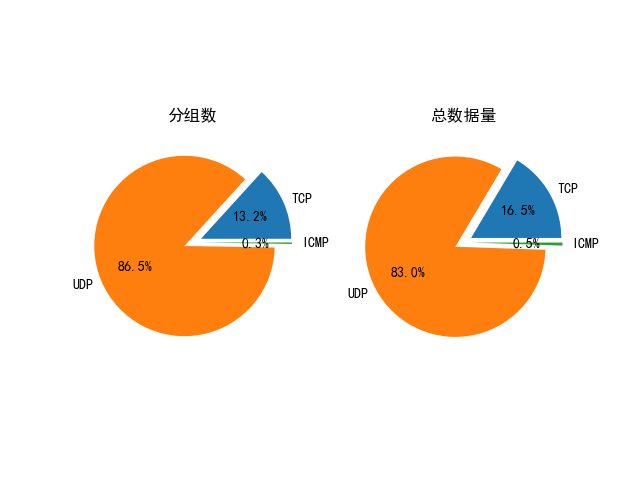 分组数
TCP
13.2%
0.3%
ICMP
86.5%
UDP
总数据量
TCP
16.5%
0.5%
ICMP
83.0%
UDP